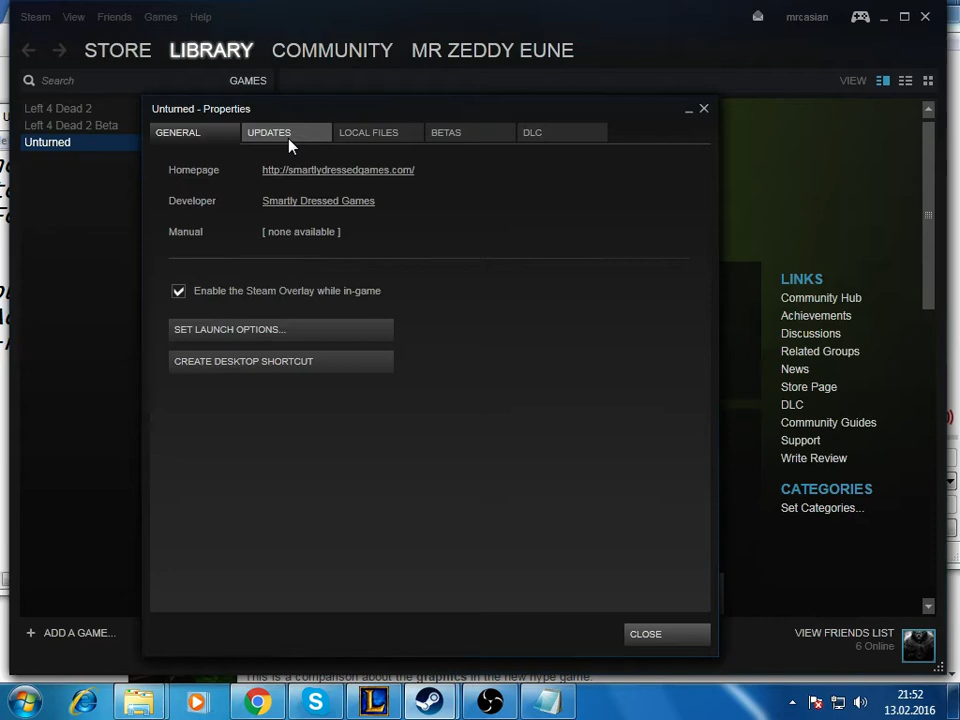 Steam View Friends Games Help
mrcasian
STORE LIBRARY COMMUNITY MR ZEDDY EUNE
Search GAMES VIEW
Left 4 Dead 2
Left 4 Dead 2 Beta
Unturned
Unturned - Properties
GENERAL UPDATES LOCAL FILES BETAS DLC
Homepage http://smartlydressedgames.com/
Developer Smartly Dressed Games
Manual [ none available ]
Enable the Steam Overlay while in-game
SET LAUNCH OPTIONS...
CREATE DESKTOP SHORTCUT
CLOSE
LINKS
Community Hub
Achievements
Discussions
Related Groups
News
Store Page
DLC
Community Guides
Support
Write Review
CATEGORIES
Set Categories...
+ ADD A GAME...
VIEW FRIENDS LIST
6 Online
This is a comparison about the graphics in the new hype game.
21:52
13.02.2016